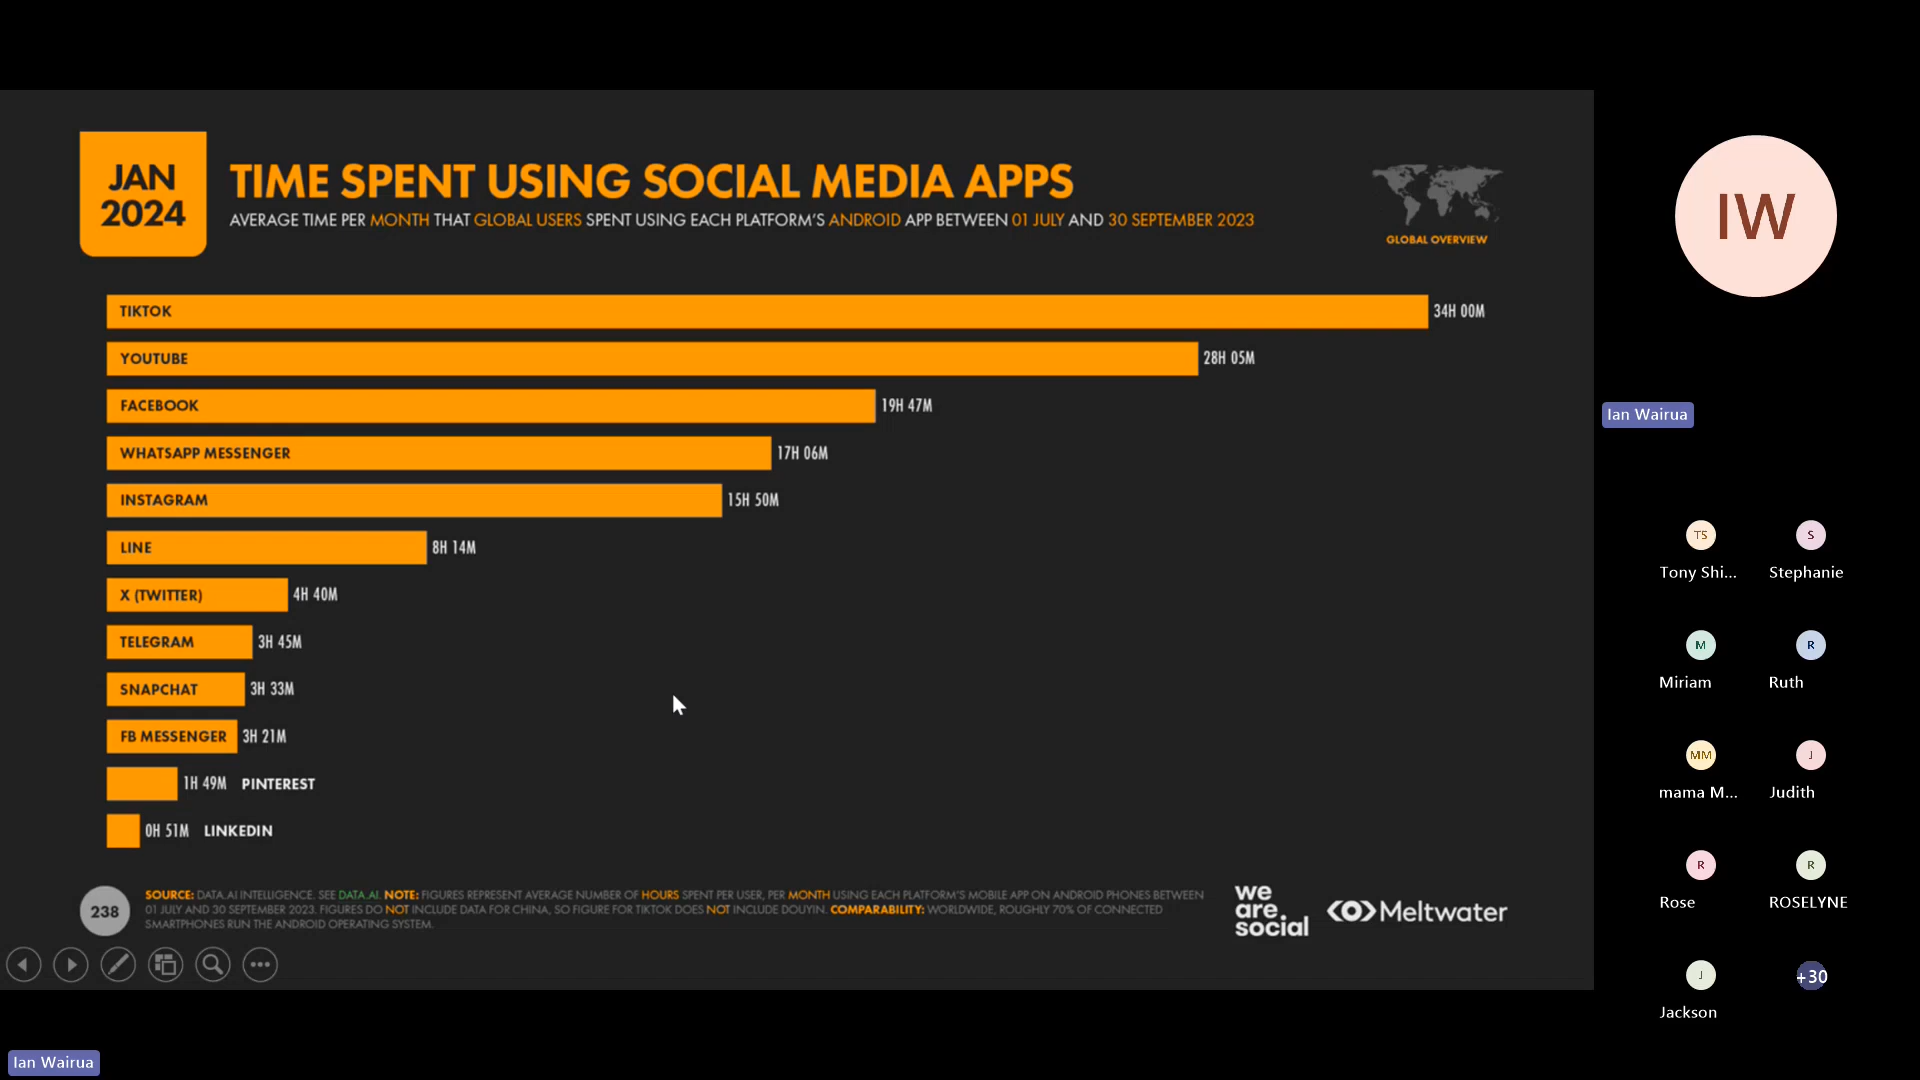 JAN
2024
TIME SPENT USING SOCIAL MEDIA APPS
AVERAGE TIME PER MONTH THAT GLOBAL USERS SPENT USING EACH PLATFORM'S ANDROID APP BETWEEN 01 JULY AND 30 SEPTEMBER 2023
GLOBAL OVERVIEW
TIKTOK 34H 00M
YOUTUBE 28H 05M
FACEBOOK 19H 47M
WHATSAPP MESSENGER 17H 06M
INSTAGRAM 15H 50M
LINE 8H 14M
X (TWITTER) 4H 40M
TELEGRAM 3H 45M
SNAPCHAT 3H 33M
FB MESSENGER 3H 21M
1H 49M PINTEREST
0H 51M LINKEDIN
238
SOURCE: DATA.AI INTELLIGENCE. SEE DATA.AI. NOTE: FIGURES REPRESENT AVERAGE NUMBER OF HOURS SPENT PER USER, PER MONTH USING EACH PLATFORM'S MOBILE APP ON ANDROID PHONES BETWEEN
01 JULY AND 30 SEPTEMBER 2023. FIGURES DO NOT INCLUDE DATA FOR CHINA, SO FIGURE FOR TIKTOK DOES NOT INCLUDE DOUYIN. COMPARABILITY: WORLDWIDE, ROUGHLY 70% OF CONNECTED
SMARTPHONES RUN THE ANDROID OPERATING SYSTEM.
we
are
social
Meltwater
IW
Ian Wairua
TS S
Tony Shi... Stephanie
M R
Miriam Ruth
MM J
mama M... Judith
R R
Rose ROSELYNE
J +30
Jackson
Ian Wairua